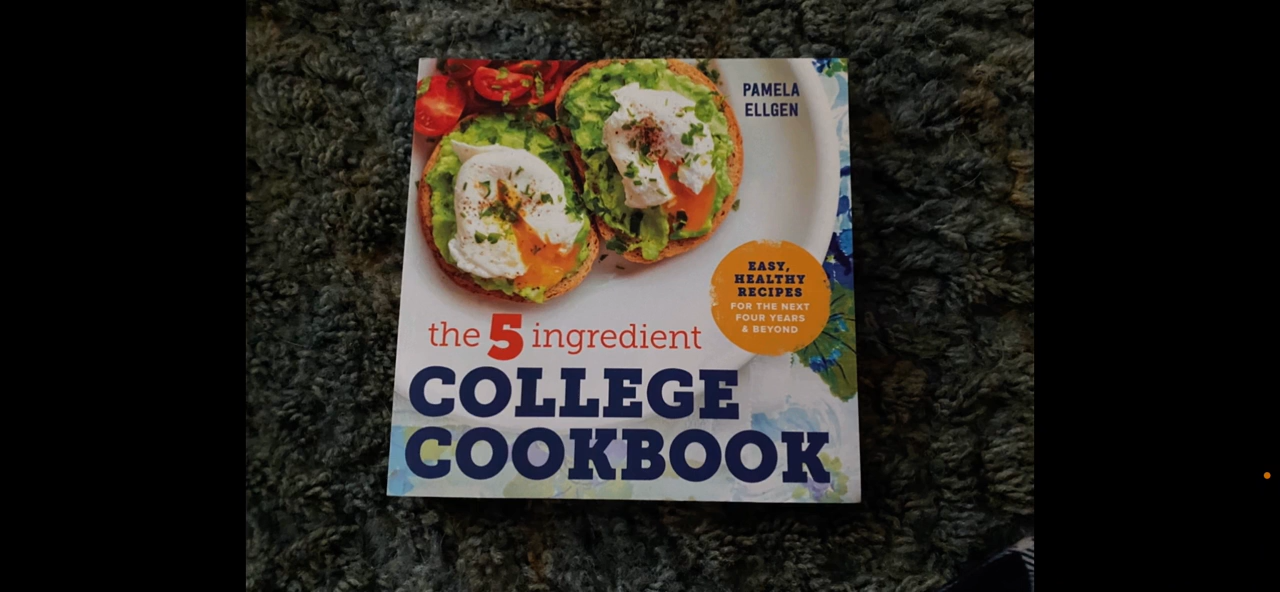 PAMELA
ELLGEN
EASY,
HEALTHY
RECIPES
FOR THE NEXT
FOUR YEARS
& BEYOND
the 5 ingredient
COLLEGE
COOKBOOK